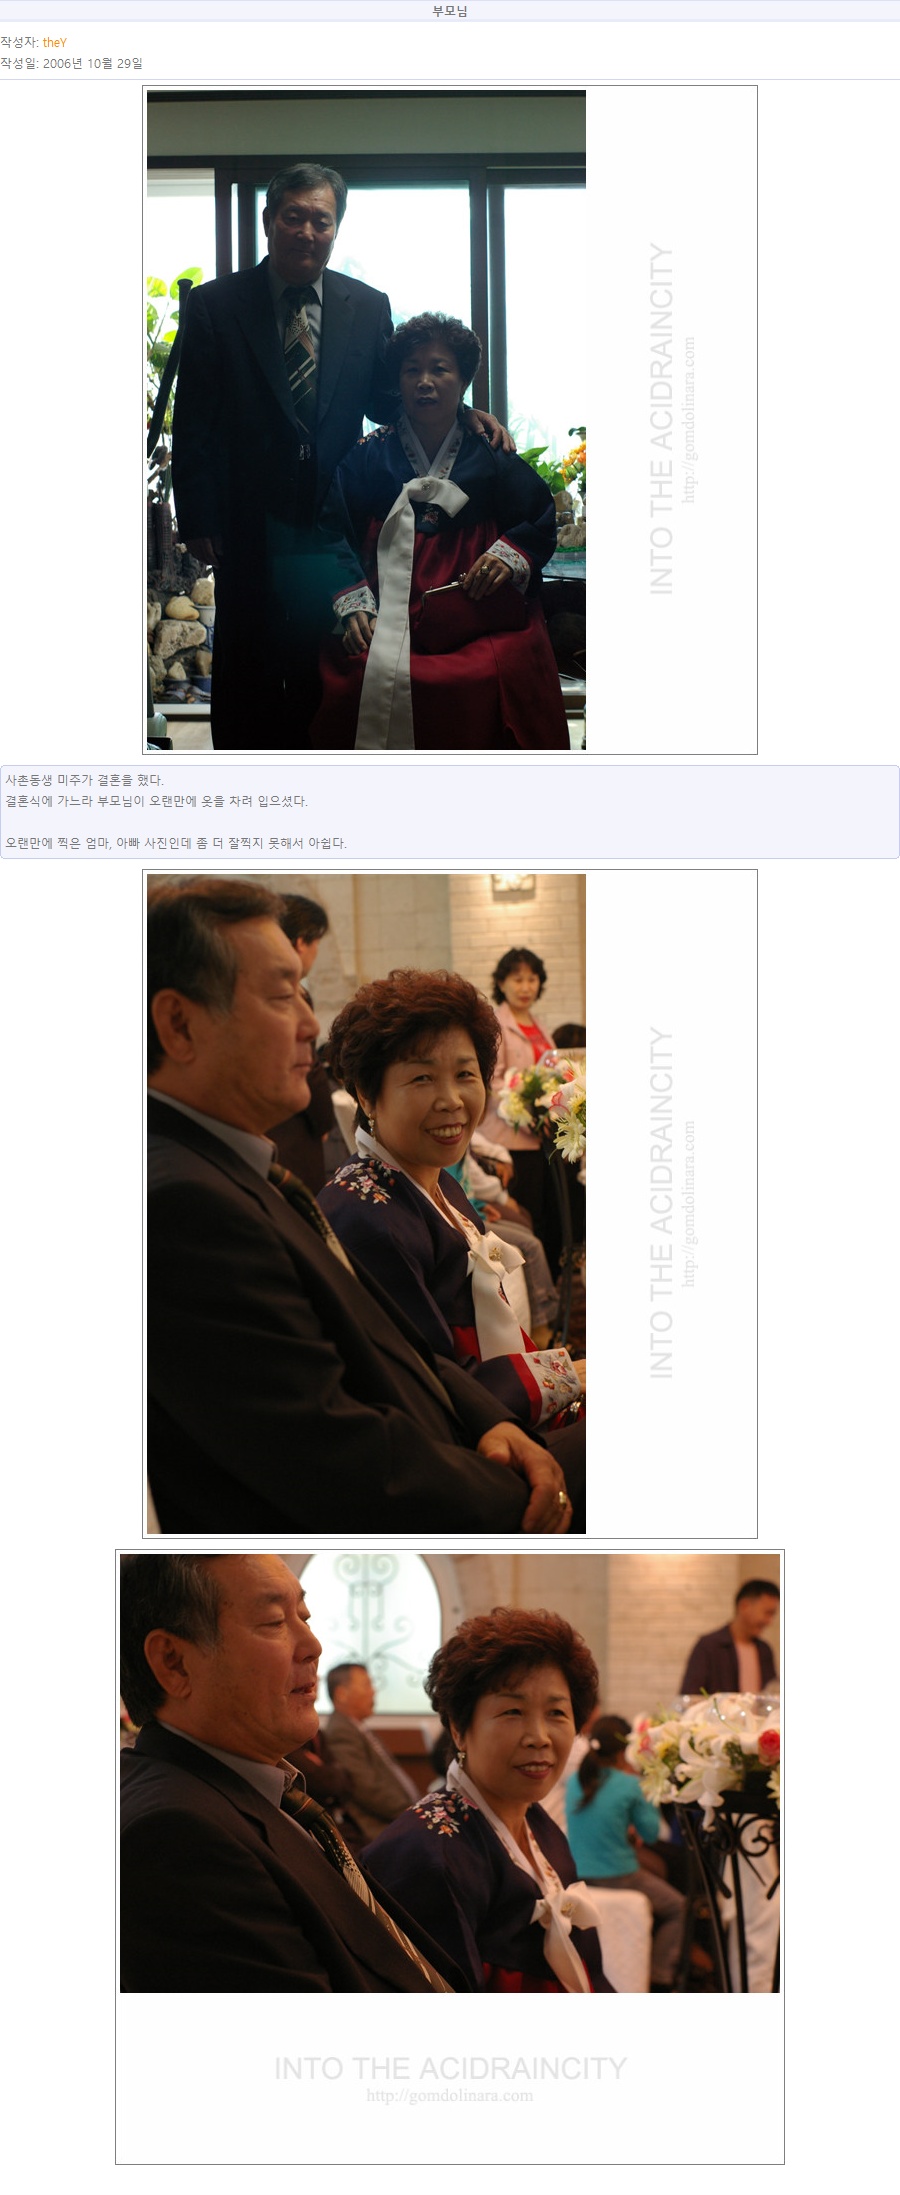 부모님
작성자: theY
작성일: 2006년 10월 29일
INTO THE ACIDRAINCITY
http://gomdolinara.com
사촌동생 미주가 결혼을 했다.
결혼식에 가느라 부모님이 오랜만에 옷을 차려 입으셨다.
오랜만에 찍은 엄마, 아빠 사진인데 좀 더 잘찍지 못해서 아쉽다.
INTO THE ACIDRAINCITY
http://gomdolinara.com
INTO THE ACIDRAINCITY
http://gomdolinara.com